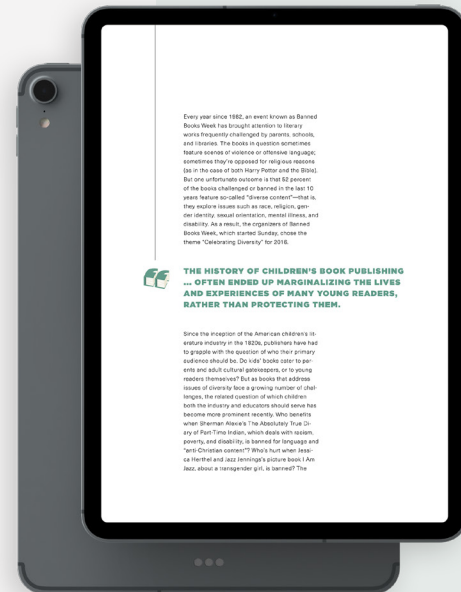 Every year since 1982, an event known as Banned
Books Week has brought attention to literary
works frequently challenged by parents, schools,
and libraries. The books in question sometimes
feature scenes of violence or offensive language;
sometimes they're opposed for religious reasons
(as in the case of both Harry Potter and the Bible).
But one unfortunate outcome is that 52 percent
of the books challenged or banned in the last 10
years feature so-called "diverse content"—that is,
they explore issues such as race, religion, gen-
der identity, sexual orientation, mental illness, and
disability. As a result, the organizers of Banned
Books Week, which started Sunday, chose the
theme "Celebrating Diversity" for 2016.
THE HISTORY OF CHILDREN'S BOOK PUBLISHING
... OFTEN ENDED UP MARGINALIZING THE LIVES
AND EXPERIENCES OF MANY YOUNG READERS,
RATHER THAN PROTECTING THEM.
Since the inception of the American children's lit-
erature industry in the 1820s, publishers have had
to grapple with the question of who their primary
audience should be. Do kids' books cater to par-
ents and adult cultural gatekeepers, or to young
readers themselves? But as books that address
issues of diversity face a growing number of chal-
lenges, the related question of which children
both the industry and educators should serve has
become more prominent recently. Who benefits
when Sherman Alexie's The Absolutely True Di-
ary of Part-Time Indian, which deals with racism,
poverty, and disability, is banned for language and
"anti-Christian content"? Who's hurt when Jessi-
ca Herthel and Jazz Jennings's picture book I Am
Jazz, about a transgender girl, is banned? The